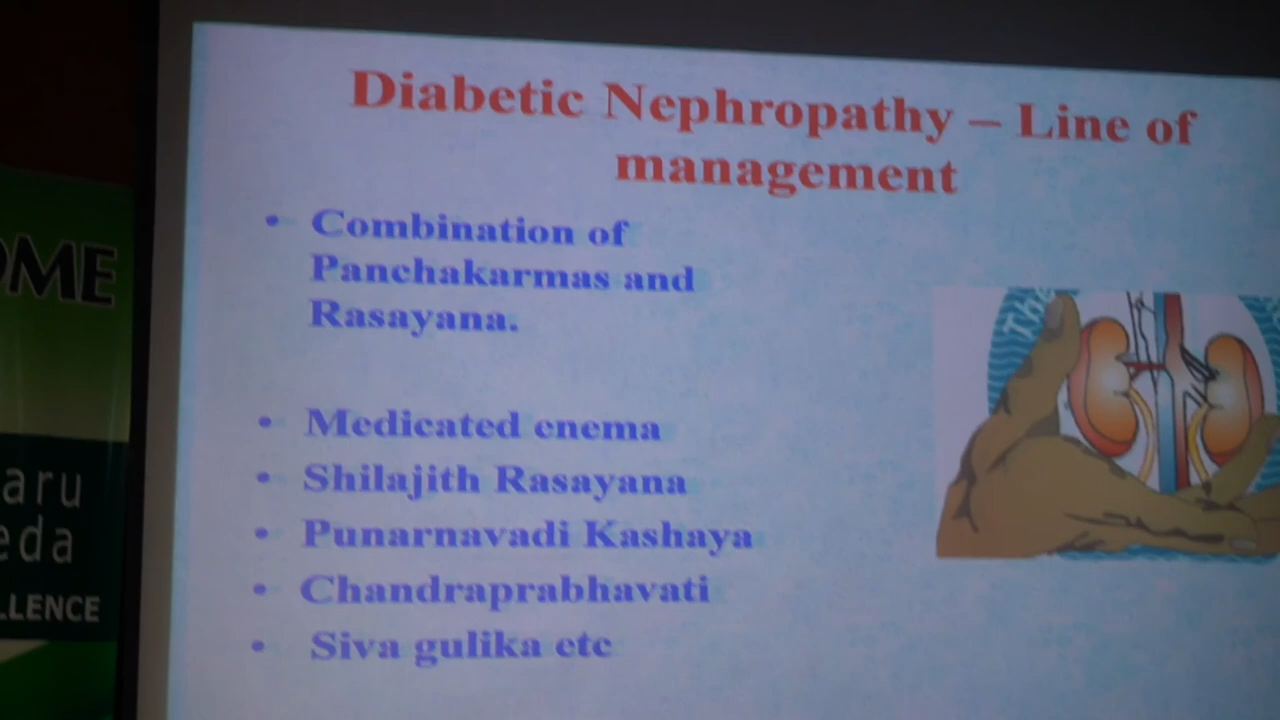 Diabetic Nephropathy – Line of
management
• Combination of
Panchakarmas and
Rasayana.
• Medicated enema
• Shilajith Rasayana
• Punarnavadi Kashaya
• Chandraprabhavati
• Siva gulika etc
The
OME
aru
eda
LLENCE